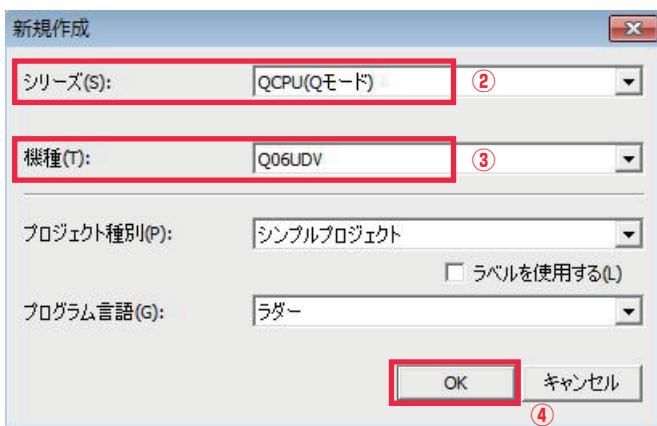 新規作成
シリーズ(S): QCPU(Qモード) ②
機種(T): Q06UDV ③
プロジェクト種別(P): シンプルプロジェクト
ラベルを使用する(L)
プログラム言語(G): ラダー
OK キャンセル
④